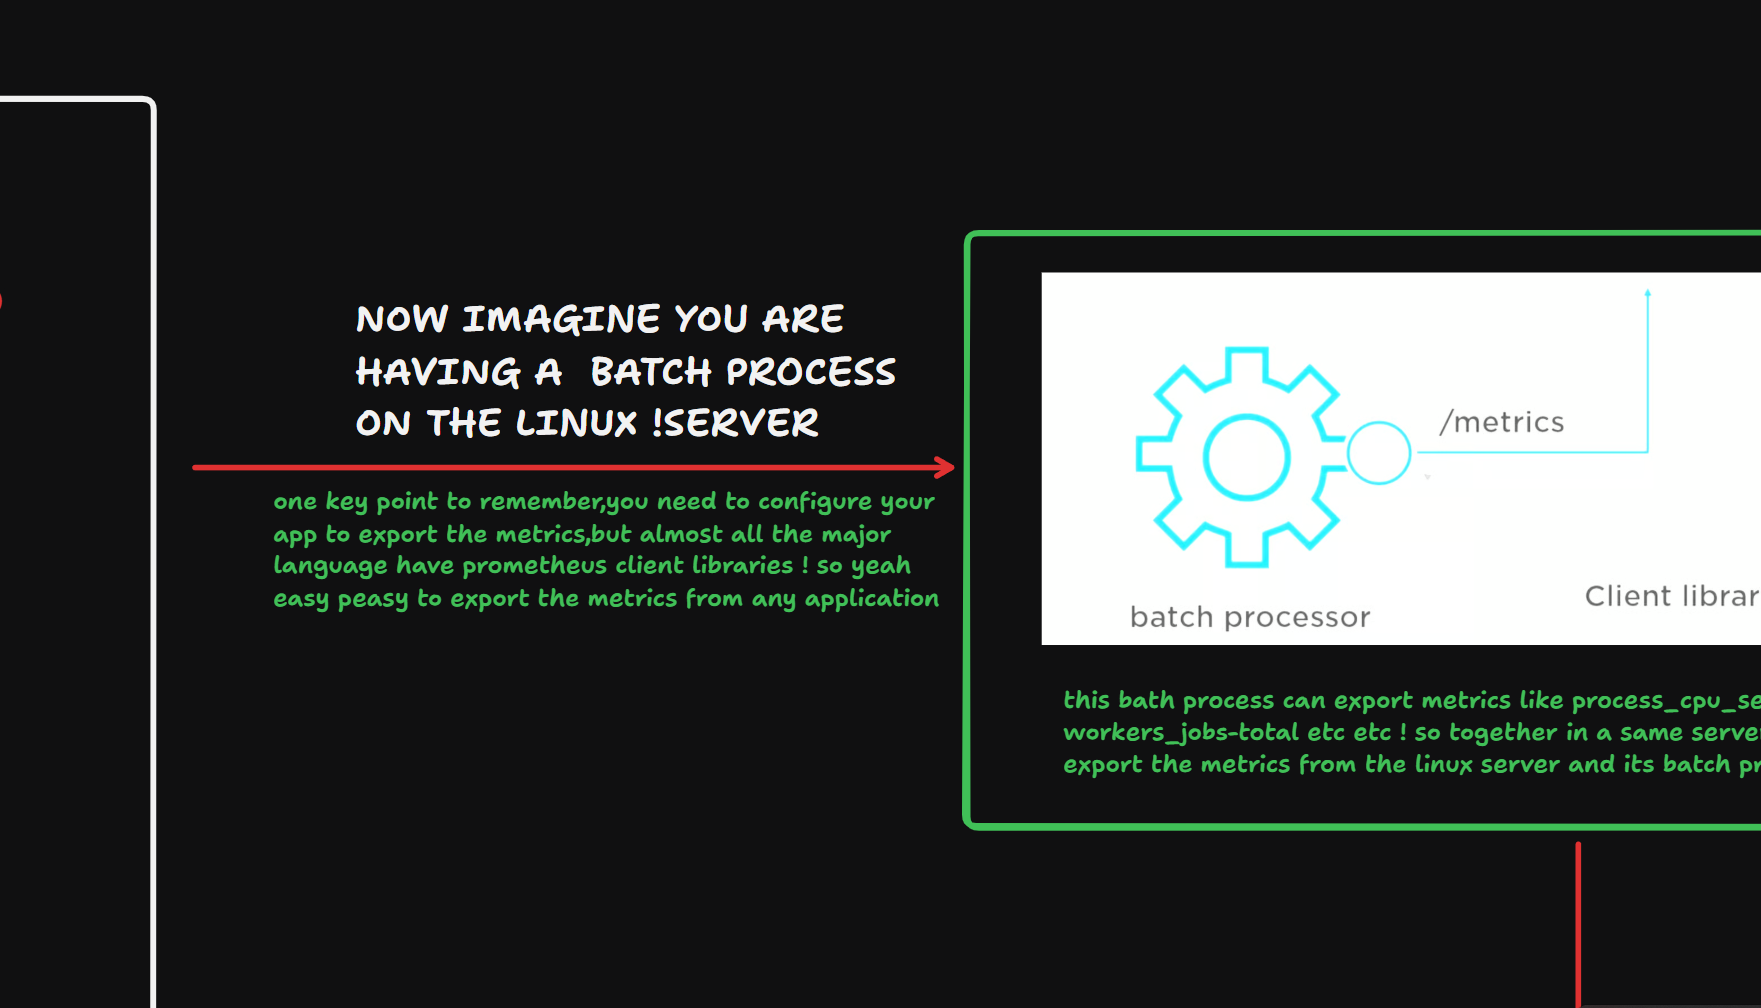 NOW IMAGINE YOU ARE
HAVING A BATCH PROCESS
ON THE LINUX !SERVER
one key point to remember,you need to configure your
app to export the metrics,but almost all the major
language have prometheus client libraries ! so yeah
easy peasy to export the metrics from any application
/metrics
batch processor
Client librar
this bath process can export metrics like process_cpu_se
workers_jobs-total etc etc ! so together in a same server
export the metrics from the linux server and its batch pr